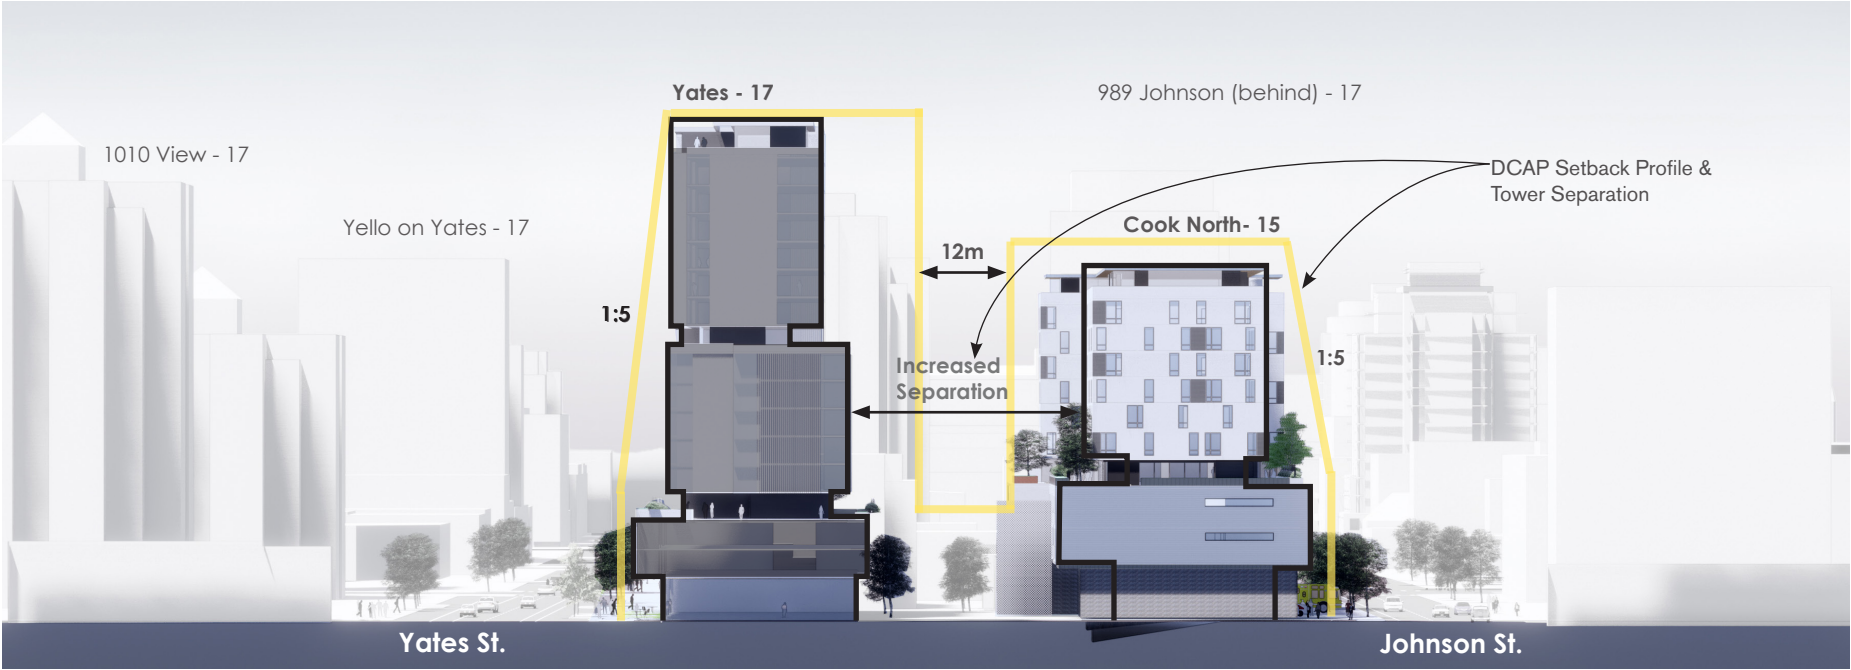 Yates - 17
989 Johnson (behind) - 17
1010 View - 17
DCAP Setback Profile &
Tower Separation
Yello on Yates - 17
Cook North- 15
12m
1:5
1:5
Increased
Separation
Yates St.
Johnson St.